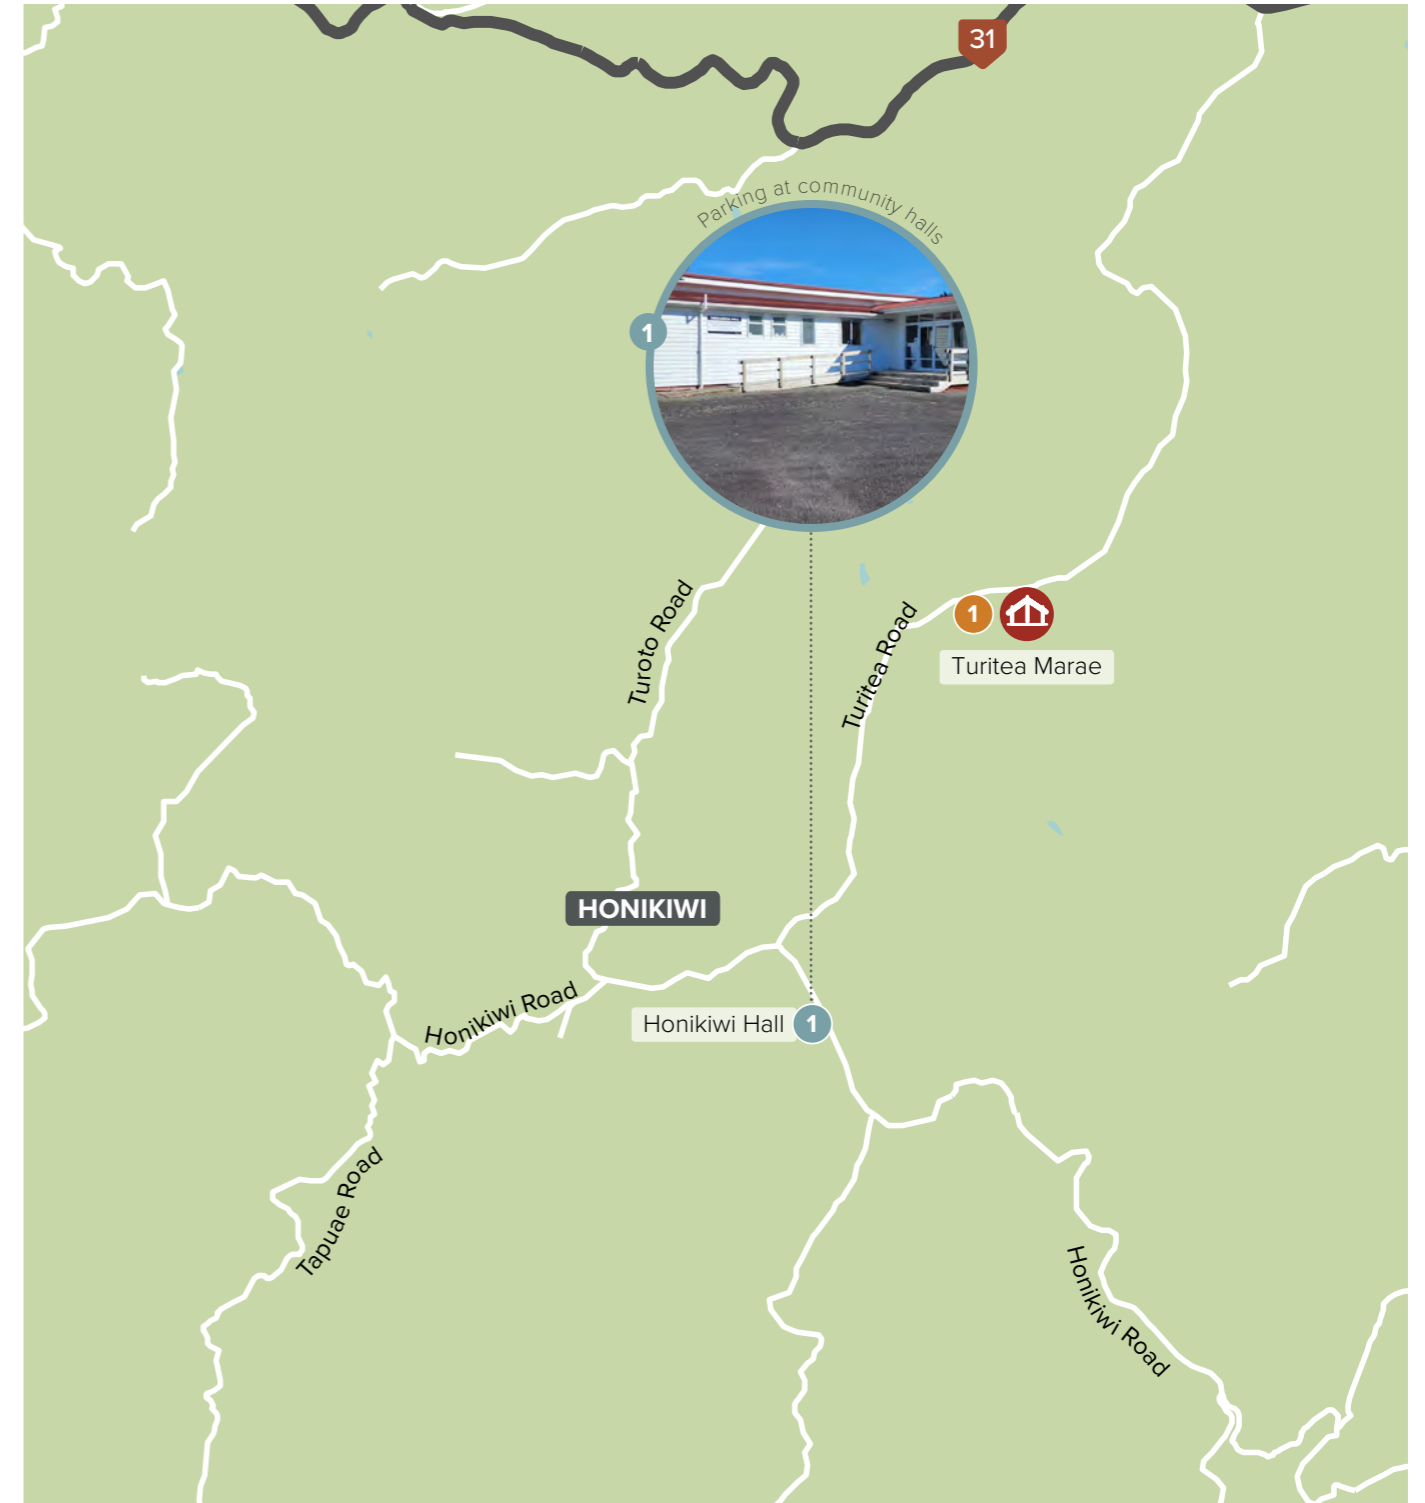 31
Parking at community halls
1
Turoto Road
Turitea Road
1
Turitea Marae
HONIKIWI
Honikiwi Road
Honikiwi Hall
1
Tapuae Road
Honikiwi Road